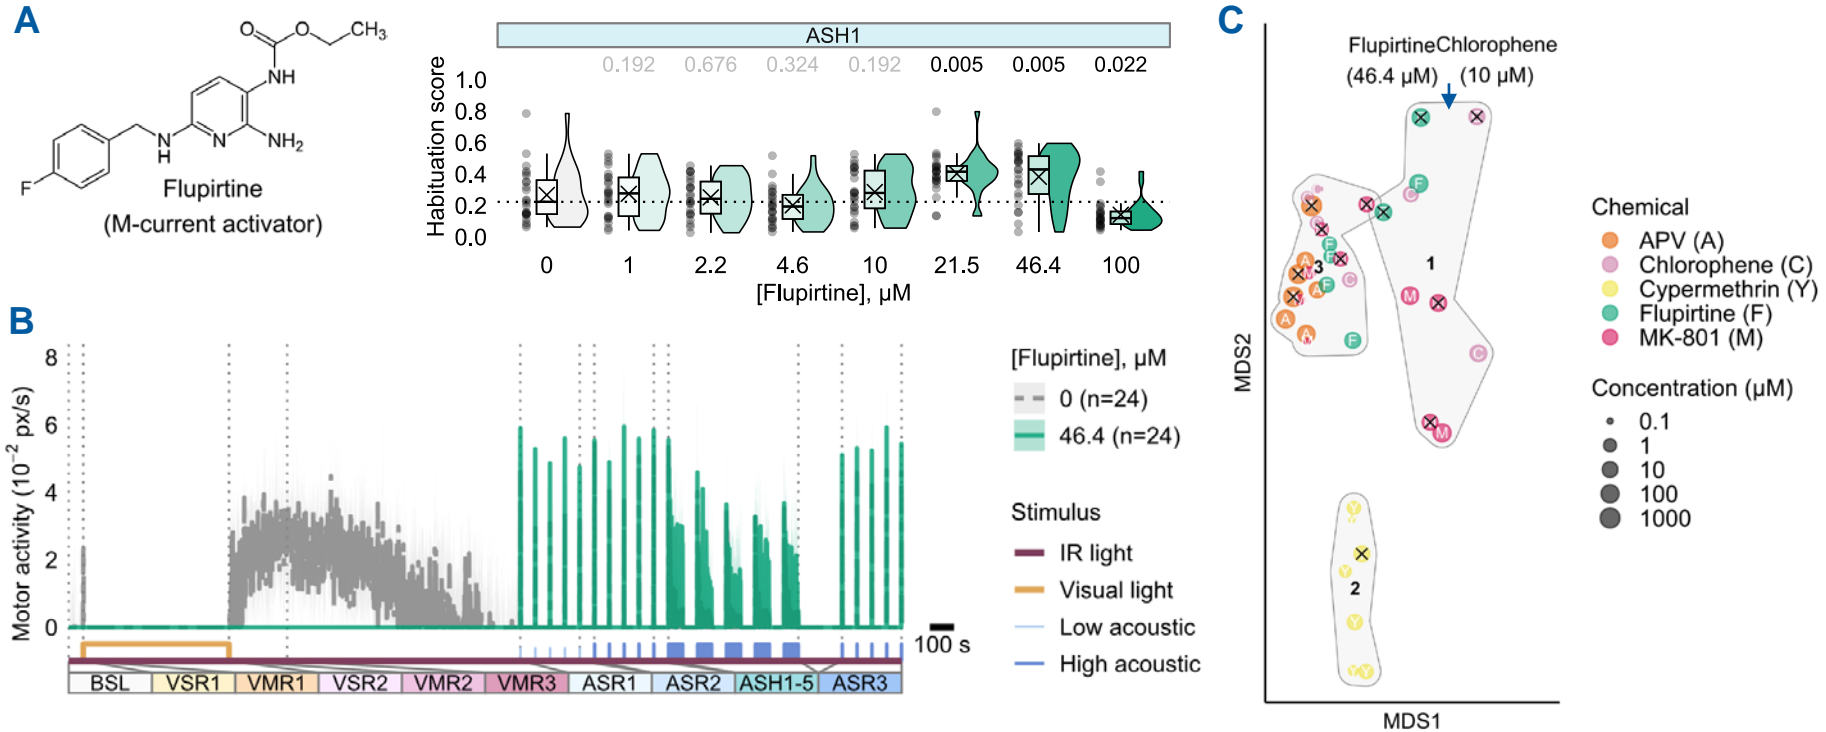 A
O
O
CH3
NH
N
H
N
NH2
F
Flupirtine
(M-current activator)
ASH1
0.192 0.676 0.324 0.192 0.005 0.005 0.022
Habituation score
1.0
0.8
0.6
0.4
0.2
0.0
0 1 2.2 4.6 10 21.5 46.4 100
[Flupirtine], µM
B
Motor activity (10⁻² px/s)
8
6
4
2
0
100 s
BSL VSR1 VMR1 VSR2 VMR2 VMR3 ASR1 ASR2 ASH1-5 ASR3
[Flupirtine], µM
0 (n=24)
46.4 (n=24)
Stimulus
IR light
Visual light
Low acoustic
High acoustic
C
Flupirtine Chlorophene
(46.4 µM) (10 µM)
F
C
C
C
F
F
A
3
M
C
A
F
A
A
M
F
1
M
C
M
Y
Y
Y
2
Y
Y
Y
MDS2
MDS1
Chemical
APV (A)
Chlorophene (C)
Cypermethrin (Y)
Flupirtine (F)
MK-801 (M)
Concentration (µM)
0.1
1
10
100
1000